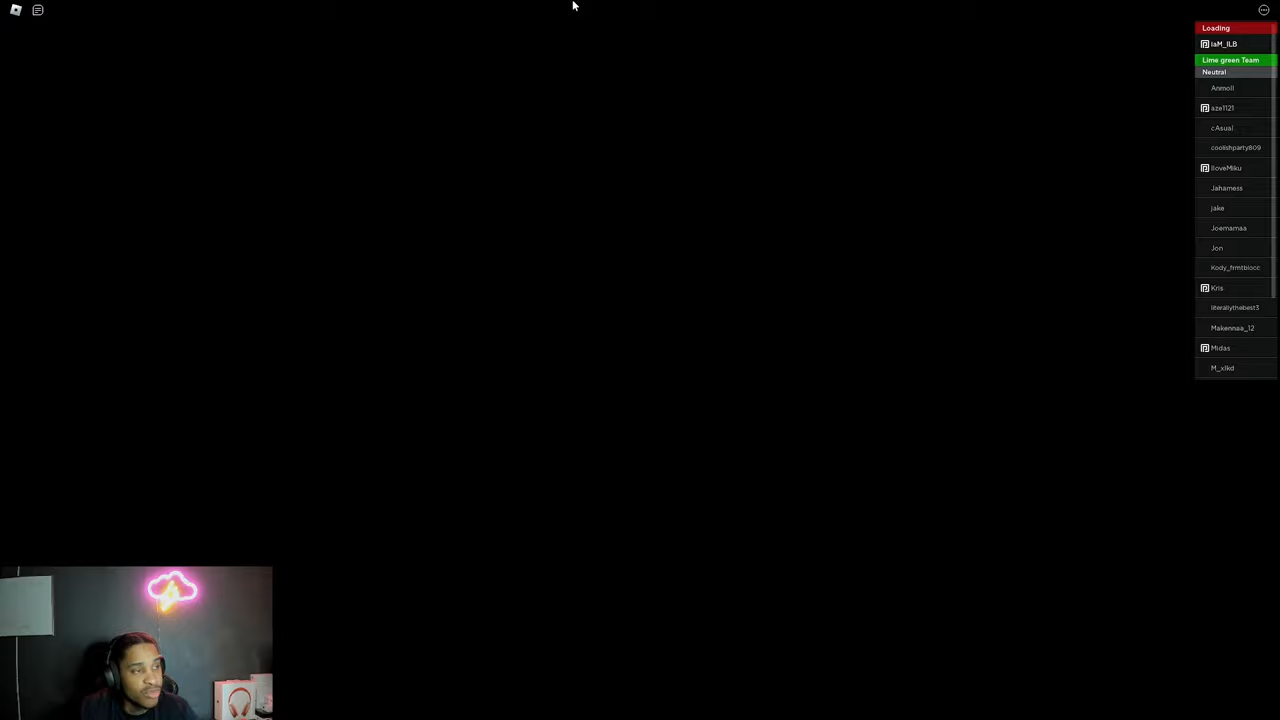 Loading
IaM_ILB
Lime green Team
Neutral
Anmoll
aze1121
cAsual
coolishparty809
IloveMiku
Jahamess
jake
Joemamaa
Jon
Kody_frmtblocc
Kris
literallythebest3
Makennaa_12
Midas
M_xlkd